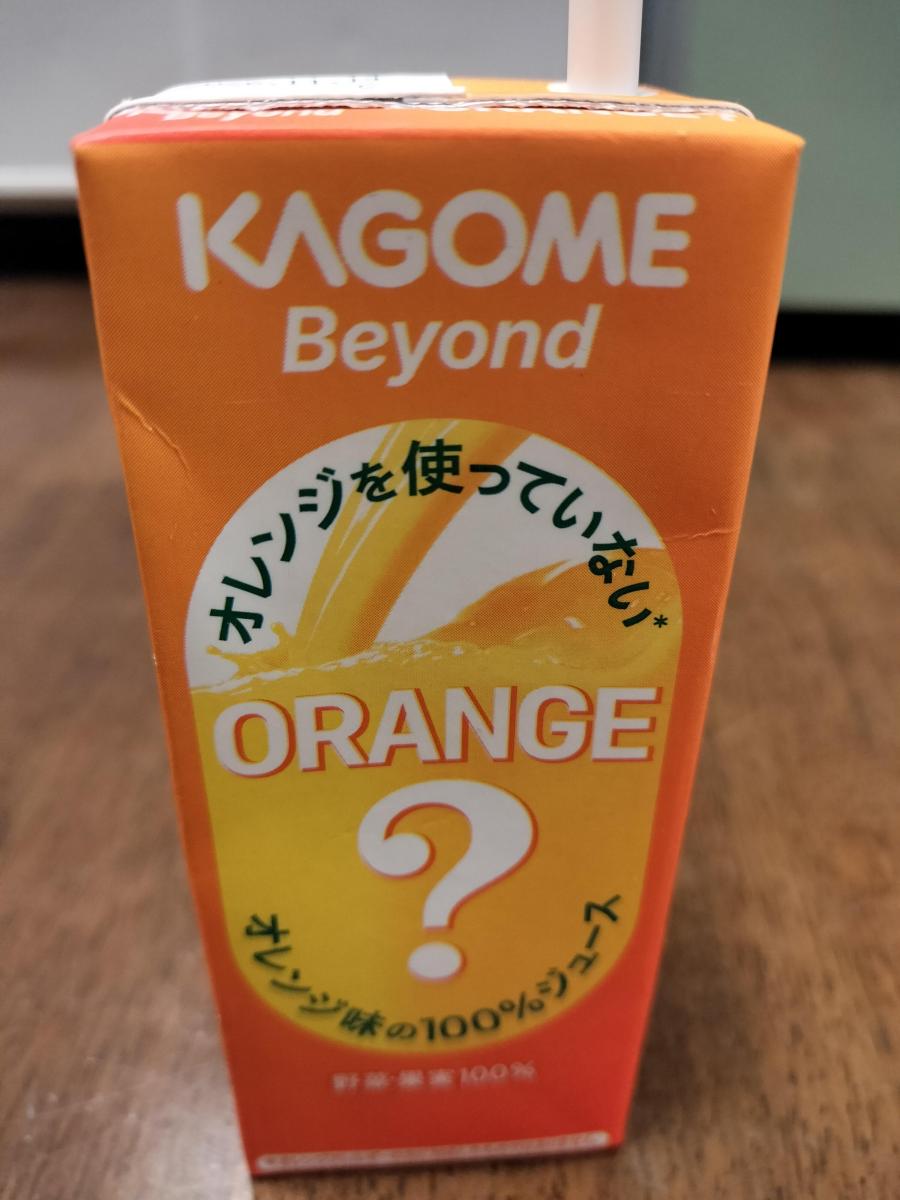 KAGOME
Beyond
オレンジを使っていない*
ORANGE
?
オレンジ味の100%ジュース
野菜・果実100%